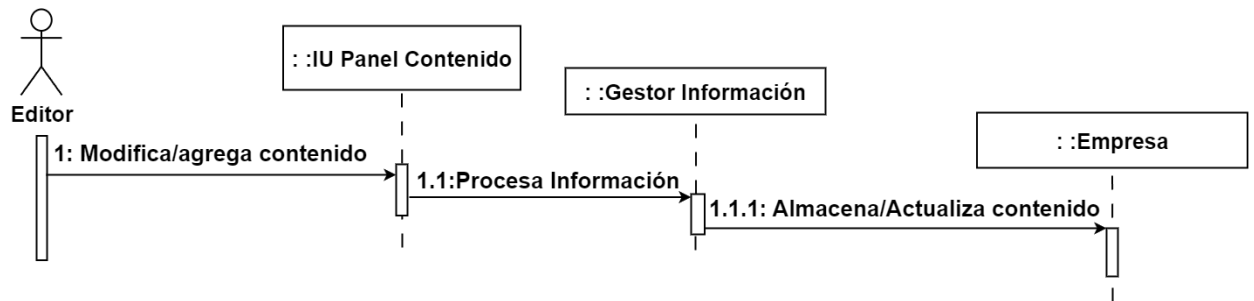 : :IU Panel Contenido
: :Gestor Información
Editor
: :Empresa
1: Modifica/agrega contenido
1.1:Procesa Información
1.1.1: Almacena/Actualiza contenido